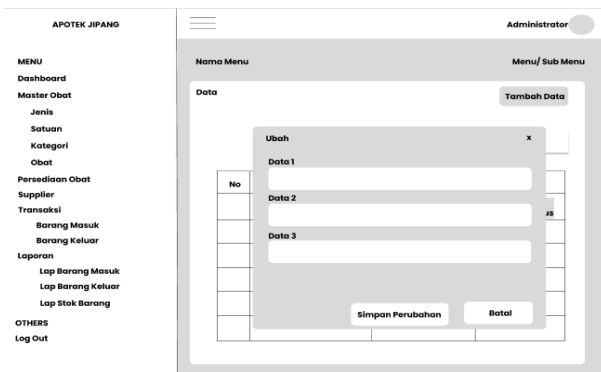 APOTEK JIPANG
Administrator
MENU
Dashboard
Master Obat
Jenis
Satuan
Kategori
Obat
Persediaan Obat
Supplier
Transaksi
Barang Masuk
Barang Keluar
Laporan
Lap Barang Masuk
Lap Barang Keluar
Lap Stok Barang
OTHERS
Log Out
Nama Menu
Menu/ Sub Menu
Data
Tambah Data
No
Ubah
x
Data 1
Data 2
Data 3
Simpan Perubahan
Batal